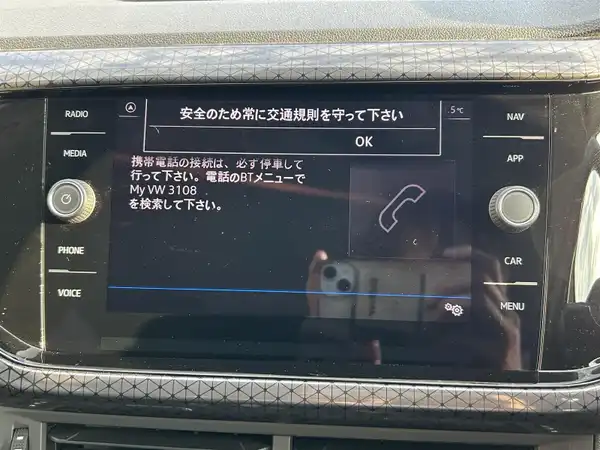 RADIO
MEDIA
PHONE
VOICE
安全のため常に交通規則を守って下さい
OK
5℃
携帯電話の接続は、必ず停車して
行って下さい。電話のBTメニューで
My VW 3108
を検索して下さい。
NAV
APP
CAR
MENU